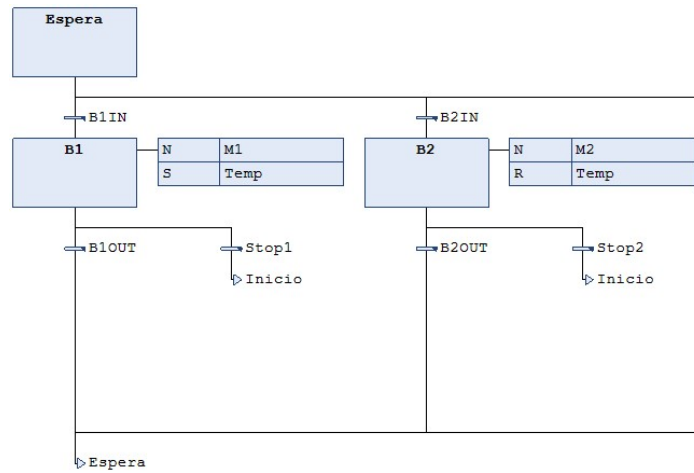 Espera
B1IN
B2IN
B1
N M1
S Temp
B2
N M2
R Temp
B1OUT
Stop1
B2OUT
Stop2
Inicio
Inicio
Espera